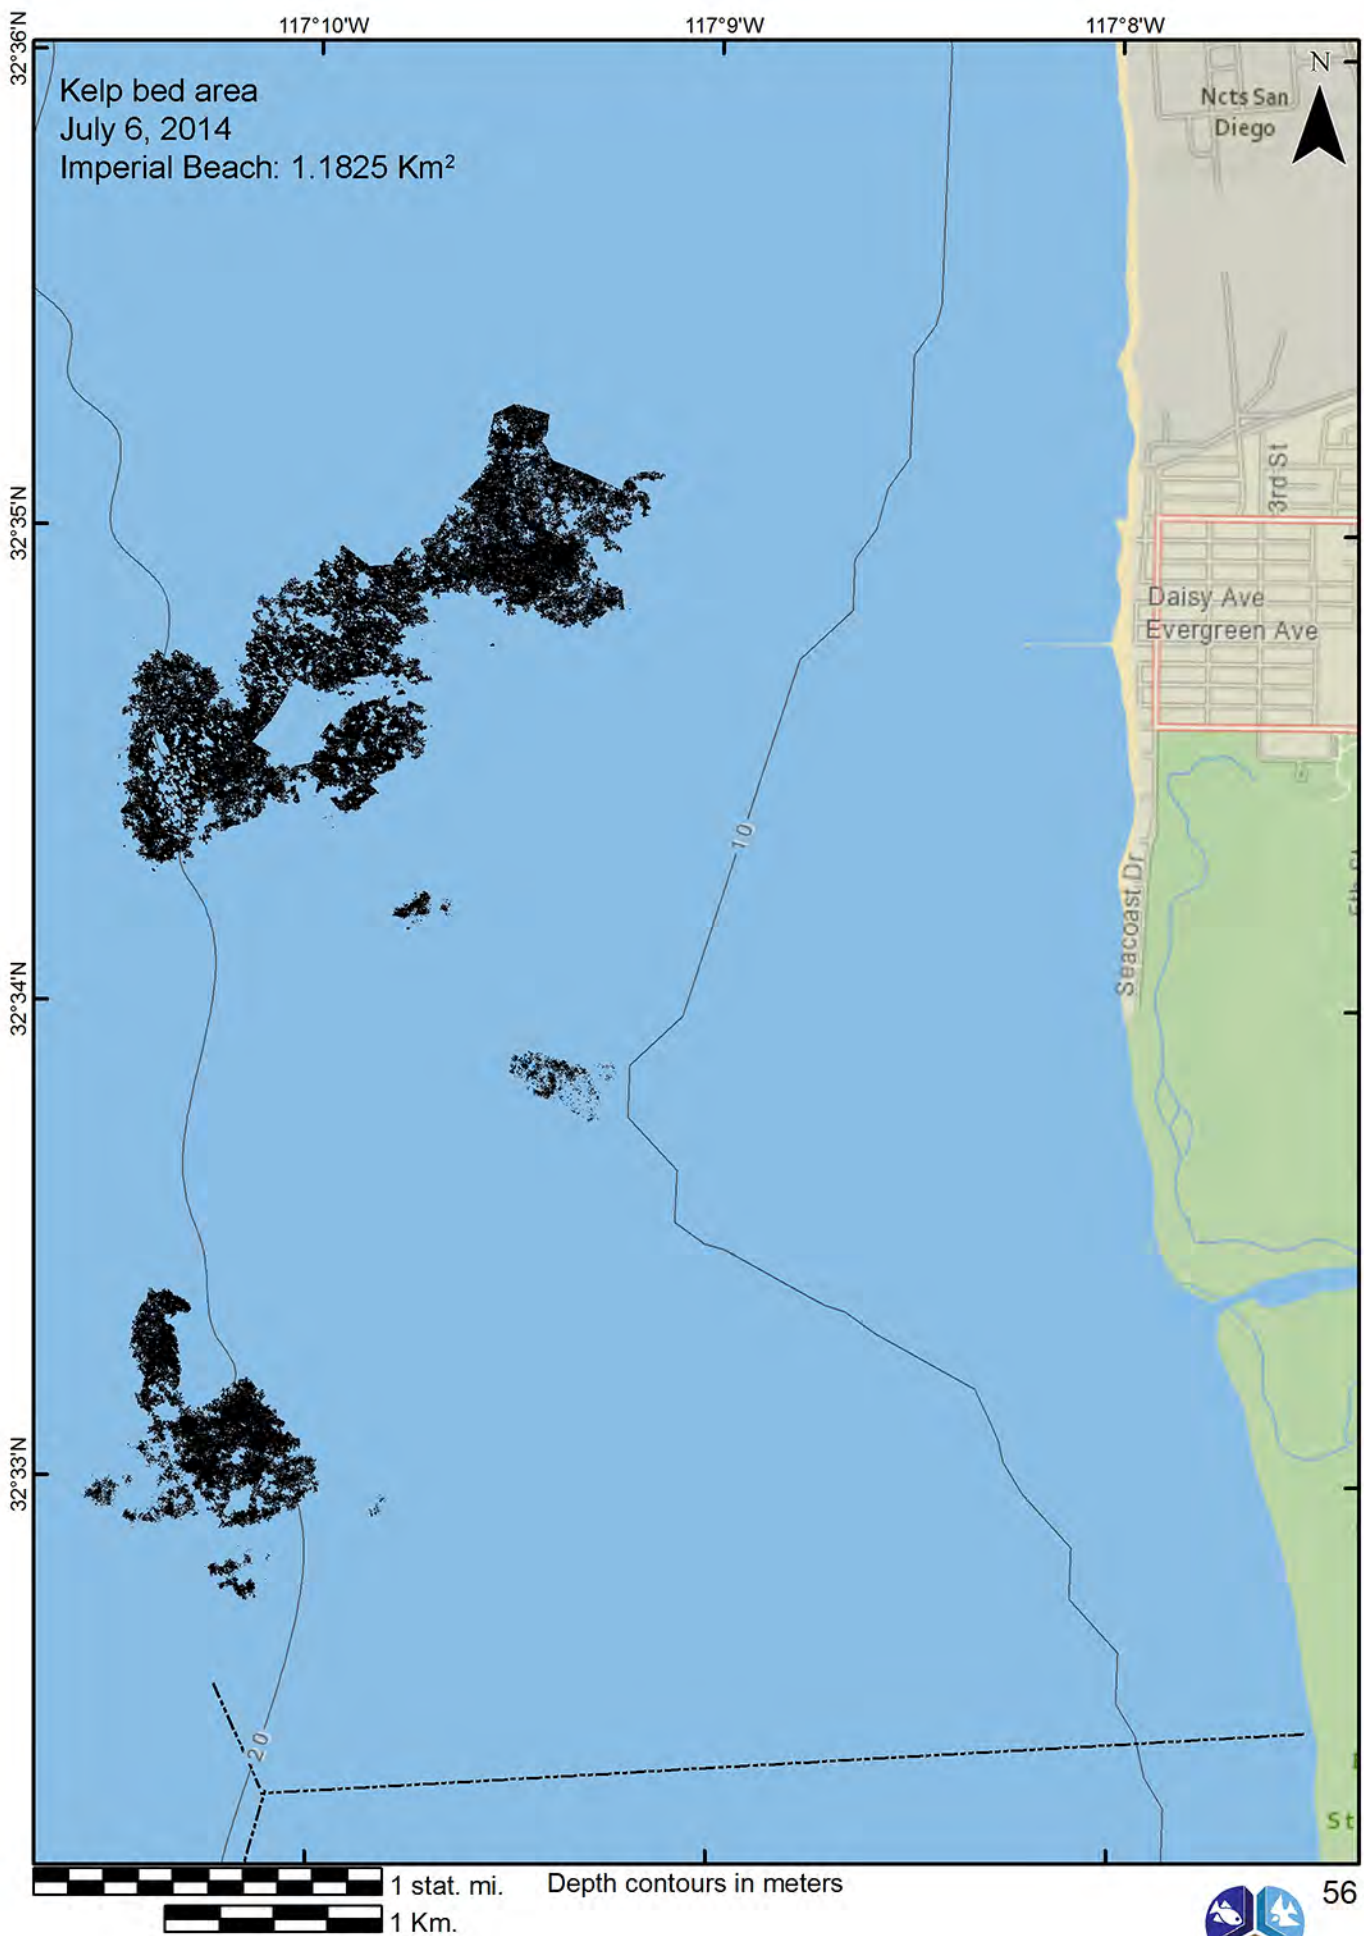 117°10'W
117°9'W
117°8'W
32°36'N
Kelp bed area
July 6, 2014
Imperial Beach: 1.1825 Km²
N
Ncts San
Diego
3rd St
32°35'N
Daisy Ave
Evergreen Ave
10
Seacoast Dr
32°34'N
32°33'N
20
St
1 stat. mi.
Depth contours in meters
56
1 Km.